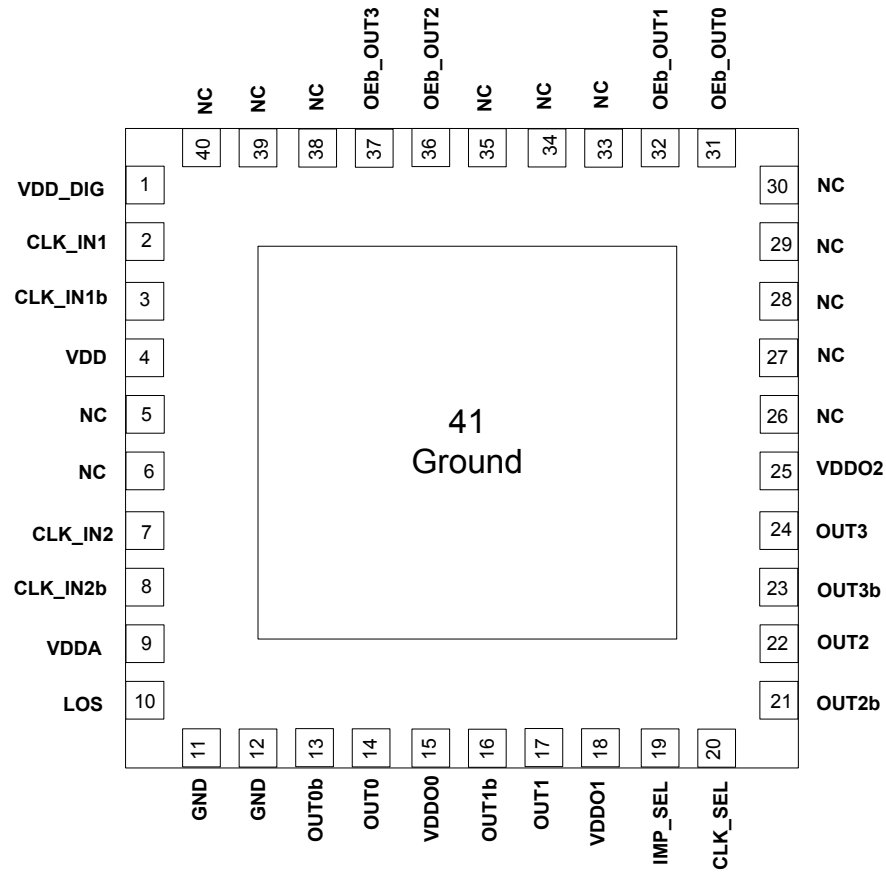 NC
NC
NC
OEb_OUT3
OEb_OUT2
NC
NC
NC
OEb_OUT1
OEb_OUT0
40
39
38
37
36
35
34
33
32
31
VDD_DIG 1
CLK_IN1 2
CLK_IN1b 3
VDD 4
NC 5
NC 6
CLK_IN2 7
CLK_IN2b 8
VDDA 9
LOS 10
41
Ground
30 NC
29 NC
28 NC
27 NC
26 NC
25 VDDO2
24 OUT3
23 OUT3b
22 OUT2
21 OUT2b
11
12
13
14
15
16
17
18
19
20
GND
GND
OUT0b
OUT0
VDDO0
OUT1b
OUT1
VDDO1
IMP_SEL
CLK_SEL